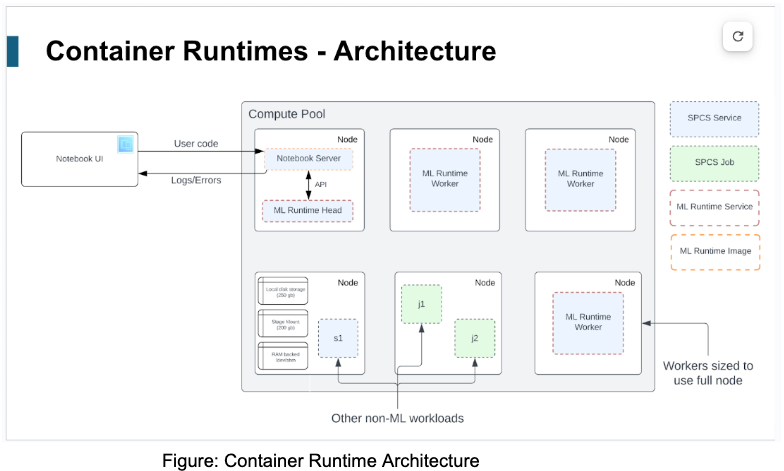 Container Runtimes - Architecture
Compute Pool
Notebook UI
User code
Logs/Errors
Node
Notebook Server
API
ML Runtime Head
Node
ML Runtime
Worker
Node
ML Runtime
Worker
SPCS Service
SPCS Job
ML Runtime Service
ML Runtime Image
Node
Local disk storage
(250 gb)
Stage Mount
(200 gb)
RAM backed
s1
Node
j1
j2
Node
ML Runtime
Worker
Workers sized to
use full node
Other non-ML workloads
Figure: Container Runtime Architecture